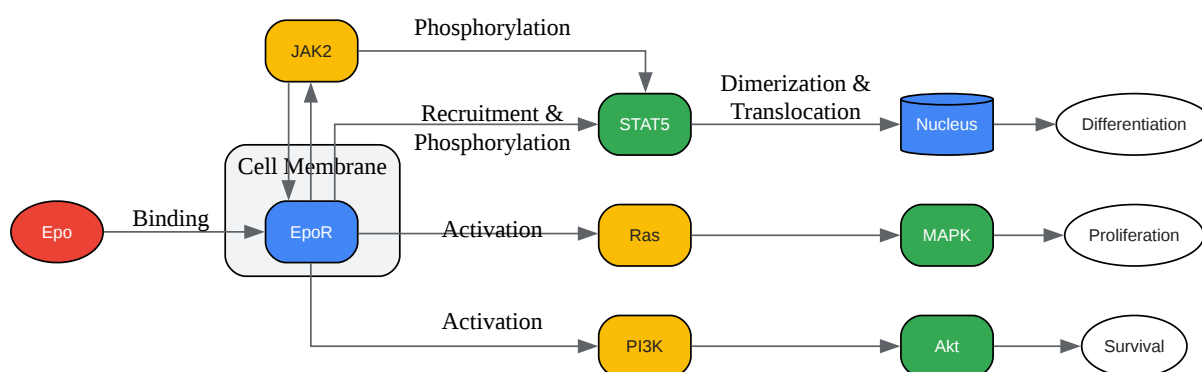 Phosphorylation
JAK2
Dimerization &
Translocation
Recruitment &
Phosphorylation
STAT5
Nucleus
Differentiation
Cell Membrane
Epo
Binding
EpoR
Activation
Ras
MAPK
Proliferation
Activation
PI3K
Akt
Survival